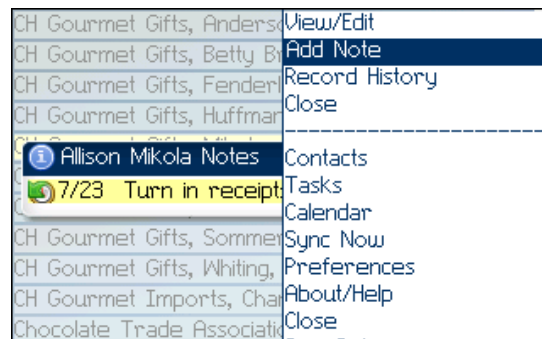 CH Gourmet Gifts, Anders
CH Gourmet Gifts, Betty B
CH Gourmet Gifts, Fenderl
CH Gourmet Gifts, Huffman
Allison Mikola Notes
7/23 Turn in receipt
CH Gourmet Gifts, Sommer
CH Gourmet Gifts, Whiting,
CH Gourmet Imports, Cha
Chocolate Trade Associati
View/Edit
Add Note
Record History
Close
--------------------
Contacts
Tasks
Calendar
Sync Now
Preferences
About/Help
Close